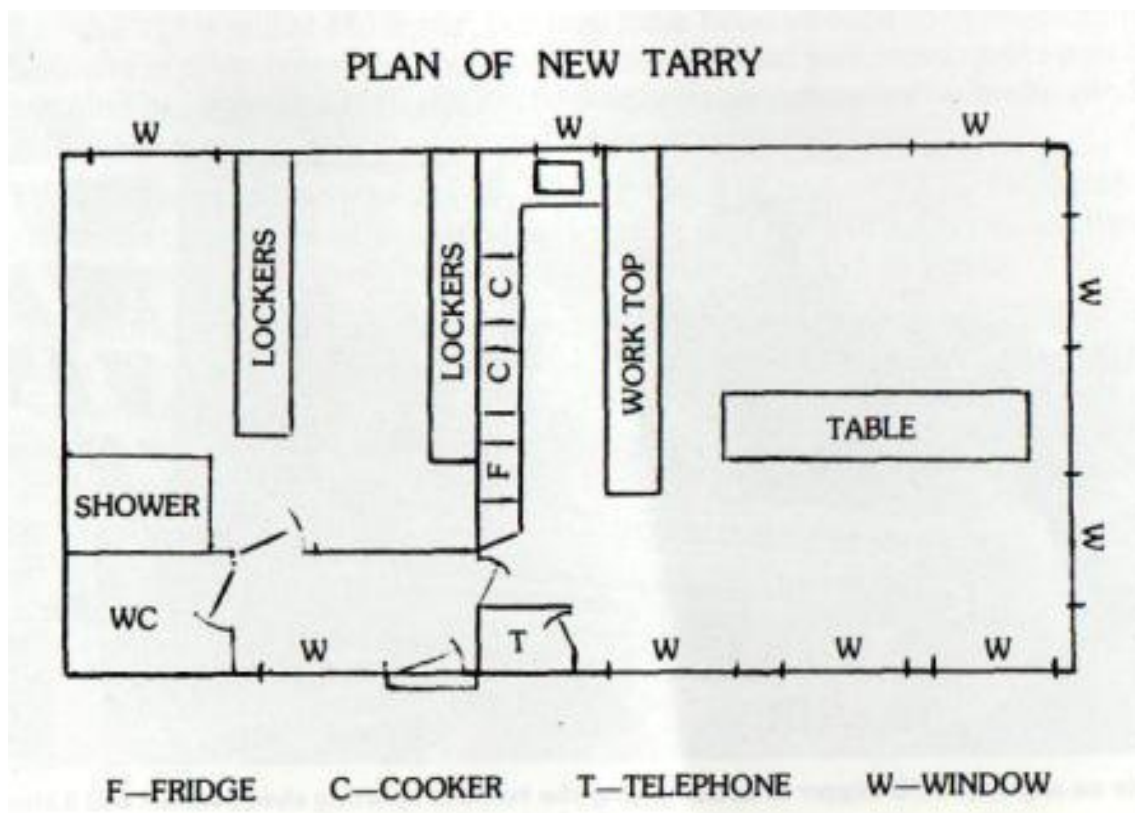 PLAN OF NEW TARRY
W W W
LOCKERS
LOCKERS
C
C
F
WORK TOP
W
TABLE
SHOWER
W
WC
T
W
W W W
F—FRIDGE C—COOKER T—TELEPHONE W—WINDOW